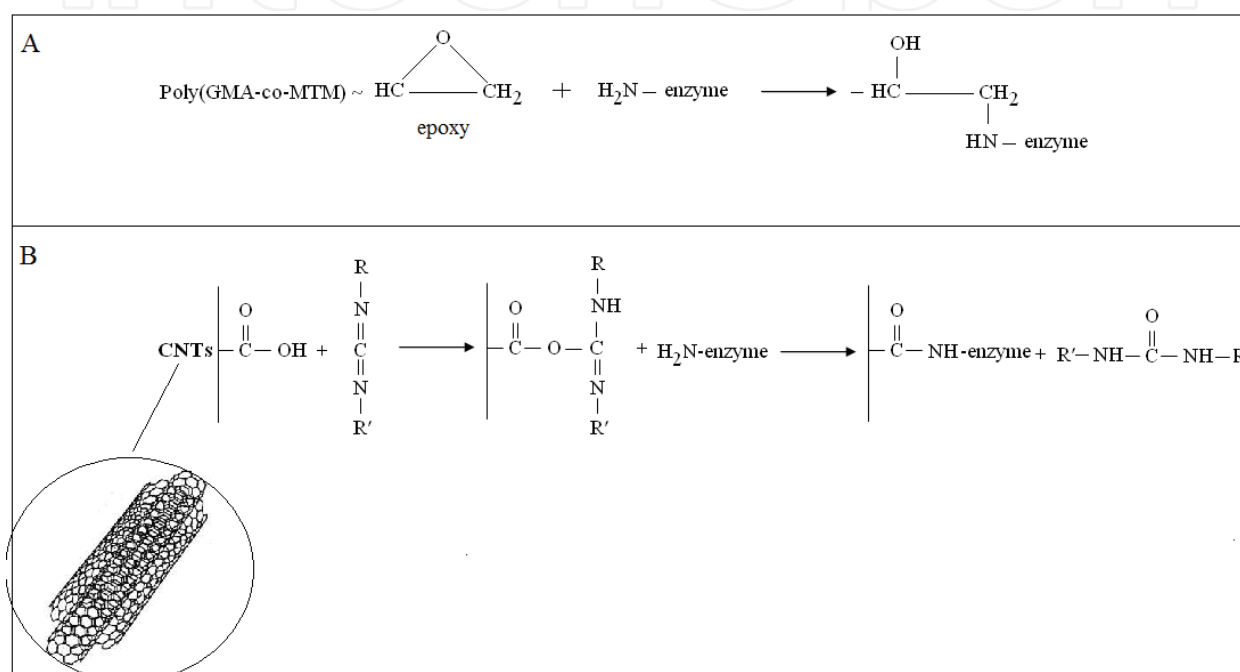 A
O
OH
Poly(GMA-co-MTM) ~ HC CH₂ + H₂N – enzyme – HC CH₂
epoxy
HN – enzyme
B
R
R
N
NH
O
O
O
O
CNTs C – OH + C C – O – C + H₂N-enzyme C – NH-enzyme + R′– NH – C – NH–R
N
N
R′
R′